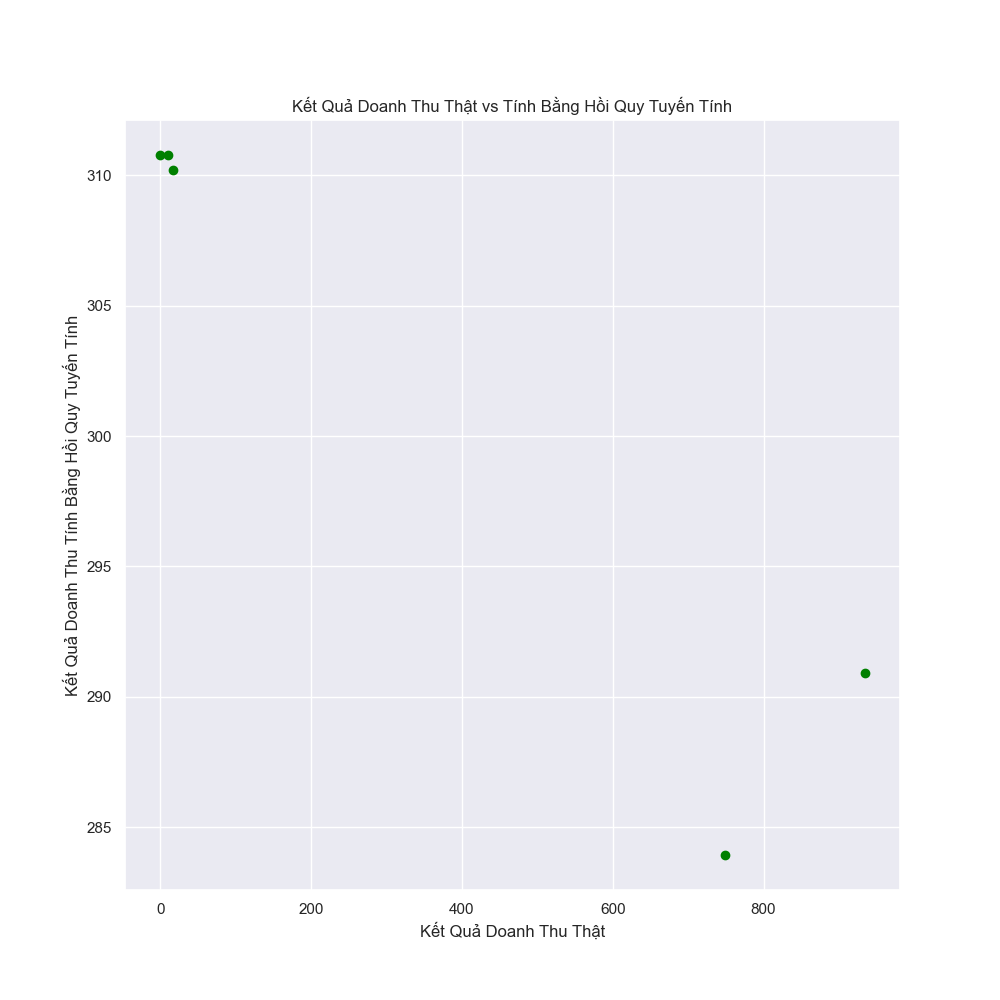 Kết Quả Doanh Thu Thật vs Tính Bằng Hồi Quy Tuyến Tính
Kết Quả Doanh Thu Tính Bằng Hồi Quy Tuyến Tính
310
305
300
295
290
285
0 200 400 600 800
Kết Quả Doanh Thu Thật